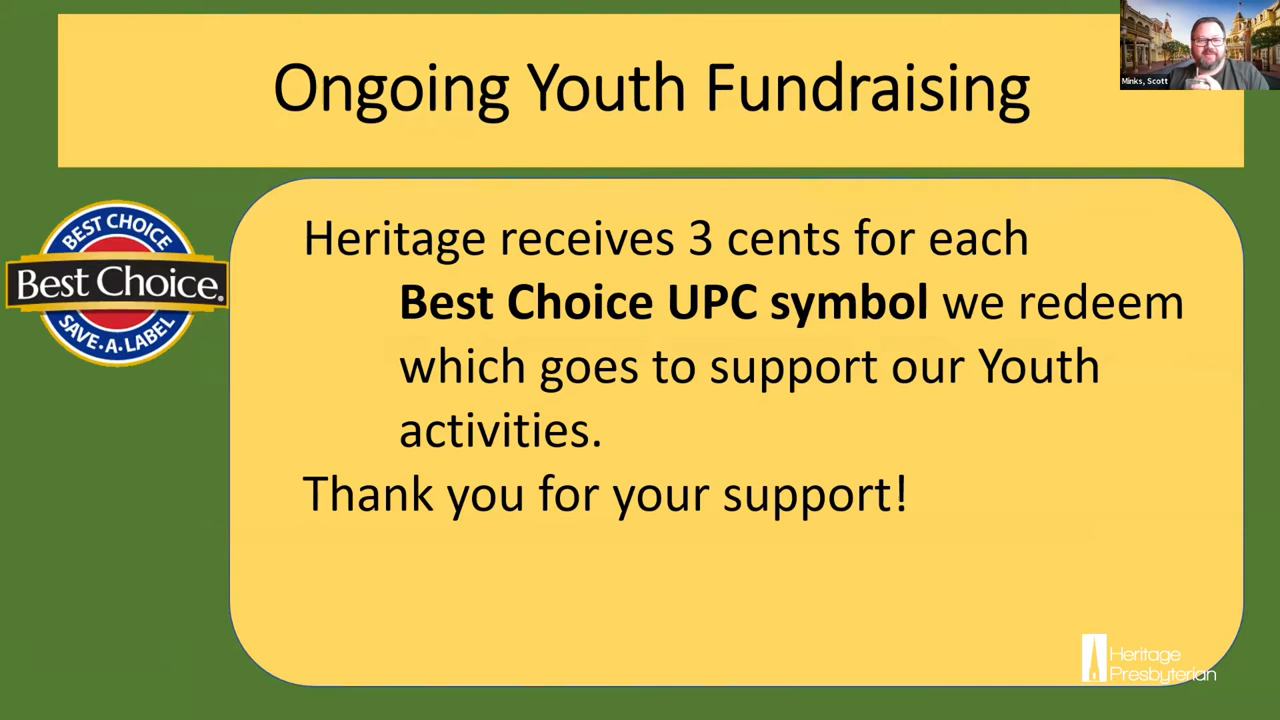 Ongoing Youth Fundraising
Minks, Scott
BEST CHOICE
Best Choice.
SAVE•A•LABEL
Heritage receives 3 cents for each
Best Choice UPC symbol we redeem
which goes to support our Youth
activities.
Thank you for your support!
Heritage
Presbyterian